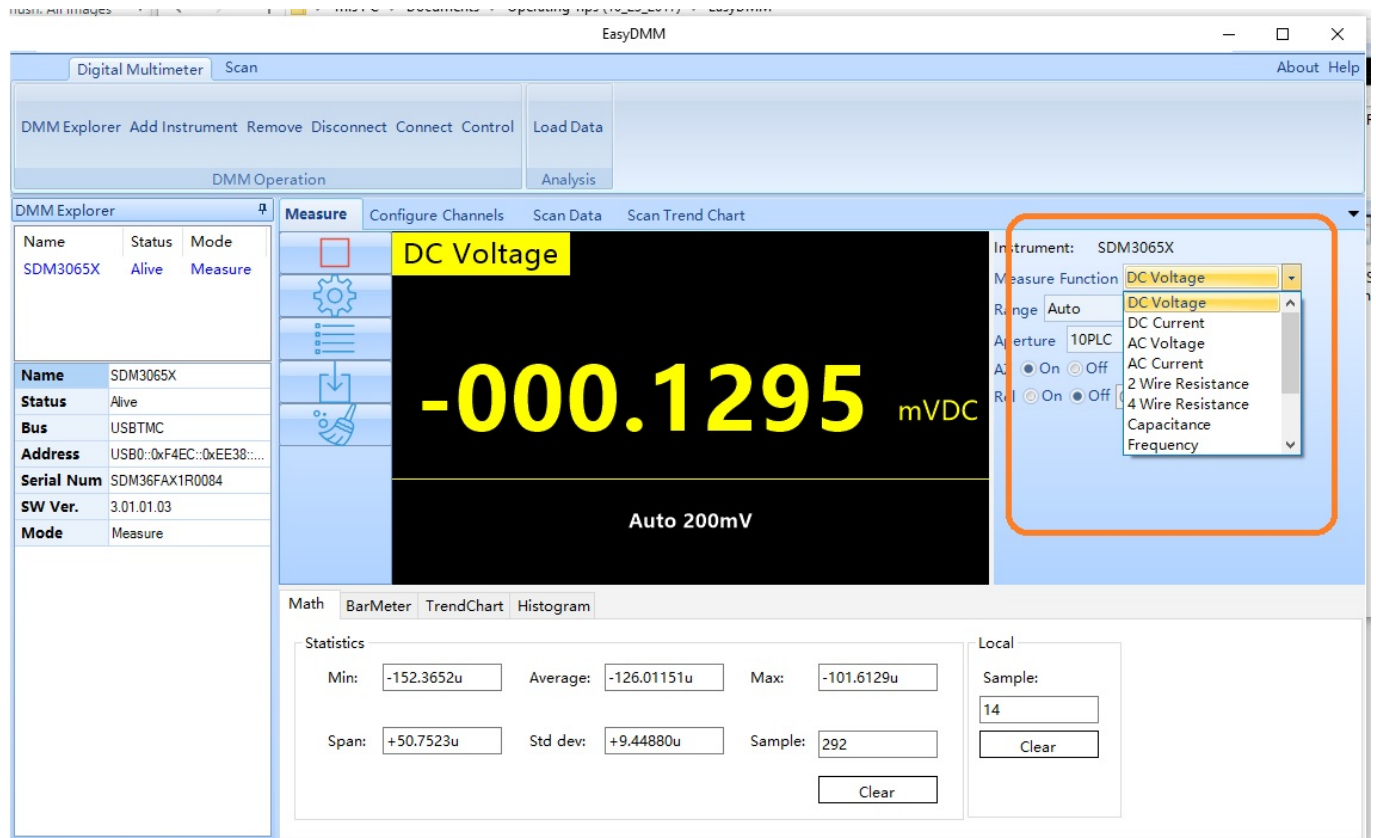 EasyDMM
Digital Multimeter Scan About Help
DMM Explorer Add Instrument Remove Disconnect Connect Control Load Data
DMM Operation Analysis
DMM Explorer
Name Status Mode
SDM3065X Alive Measure
Name SDM3065X
Status Alive
Bus USBTMC
Address USB0::0xF4EC::0xEE38::...
Serial Num SDM36FAX1R0084
SW Ver. 3.01.01.03
Mode Measure
Measure Configure Channels Scan Data Scan Trend Chart
DC Voltage
-000.1295 mVDC
Auto 200mV
Instrument: SDM3065X
Measure Function DC Voltage
Range Auto
Aperture 10PLC
On Off
On Off
DC Voltage
DC Current
AC Voltage
AC Current
2 Wire Resistance
4 Wire Resistance
Capacitance
Frequency
Math BarMeter TrendChart Histogram
Statistics
Min: -152.3652u Average: -126.01151u Max: -101.6129u
Span: +50.7523u Std dev: +9.44880u Sample: 292
Clear
Local
Sample:
14
Clear